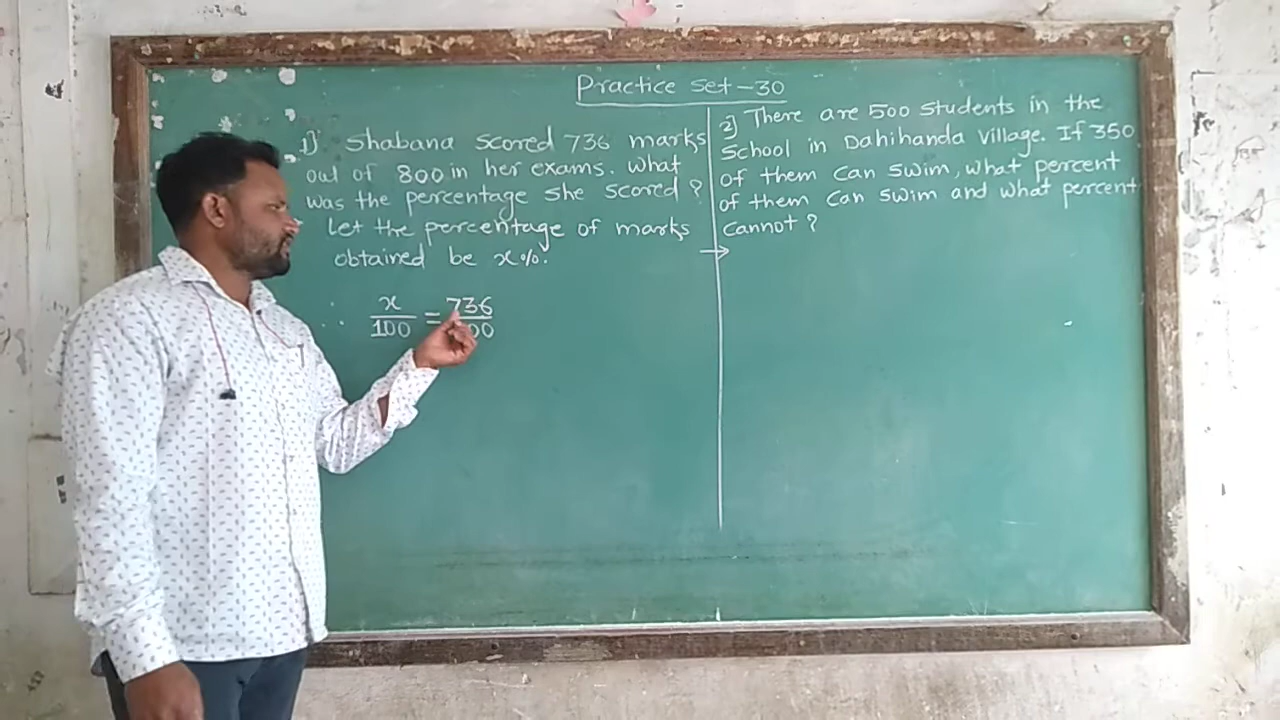 Practice Set-30
1) Shabana scored 736 marks
out of 800 in her exams. What
was the percentage she scored?
Let the percentage of marks
obtained be x%.
∴ x/100 = 736/00
2) There are 500 students in the
School in Dahihanda Village. If 350
of them can swim, what percent
of them can swim and what percent
cannot?
→